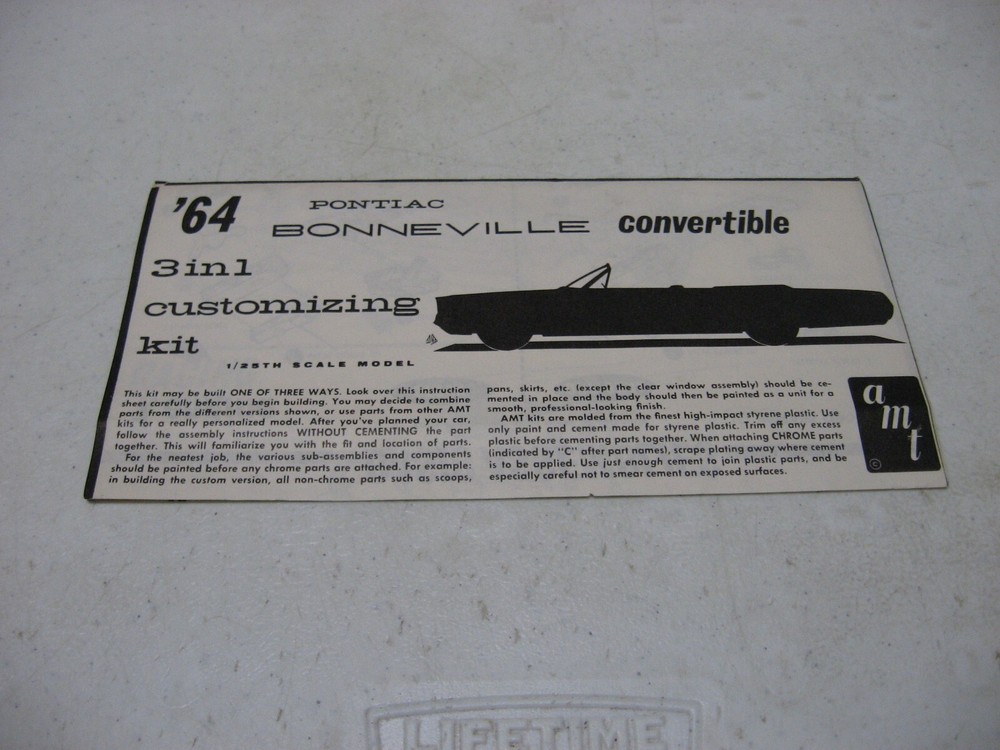 '64 PONTIAC
BONNEVILLE convertible
3 in 1
customizing
kit
1/25TH SCALE MODEL
This kit may be built ONE OF THREE WAYS. Look over this instruction
sheet carefully before you begin building. You may decide to combine
parts from the different versions shown, or use parts from other AMT
kits for a really personalized model. After you've planned your car,
follow the assembly instructions WITHOUT CEMENTING the part
together. This will familiarize you with the fit and location of parts.
For the neatest job, the various sub-assemblies and components
should be painted before any chrome parts are attached. For example:
in building the custom version, all non-chrome parts such as scoops,
pans, skirts, etc. (except the clear window assembly) should be ce-
mented in place and the body should then be painted as a unit for a
smooth, professional-looking finish.
AMT kits are molded from the finest high-impact styrene plastic. Use
only paint and cement made for styrene plastic. Trim off any excess
plastic before cementing parts together. When attaching CHROME parts
(indicated by "C" after part names), scrape plating away where cement
is to be applied. Use just enough cement to join plastic parts, and be
especially careful not to smear cement on exposed surfaces.
amt
©
LIFETIME